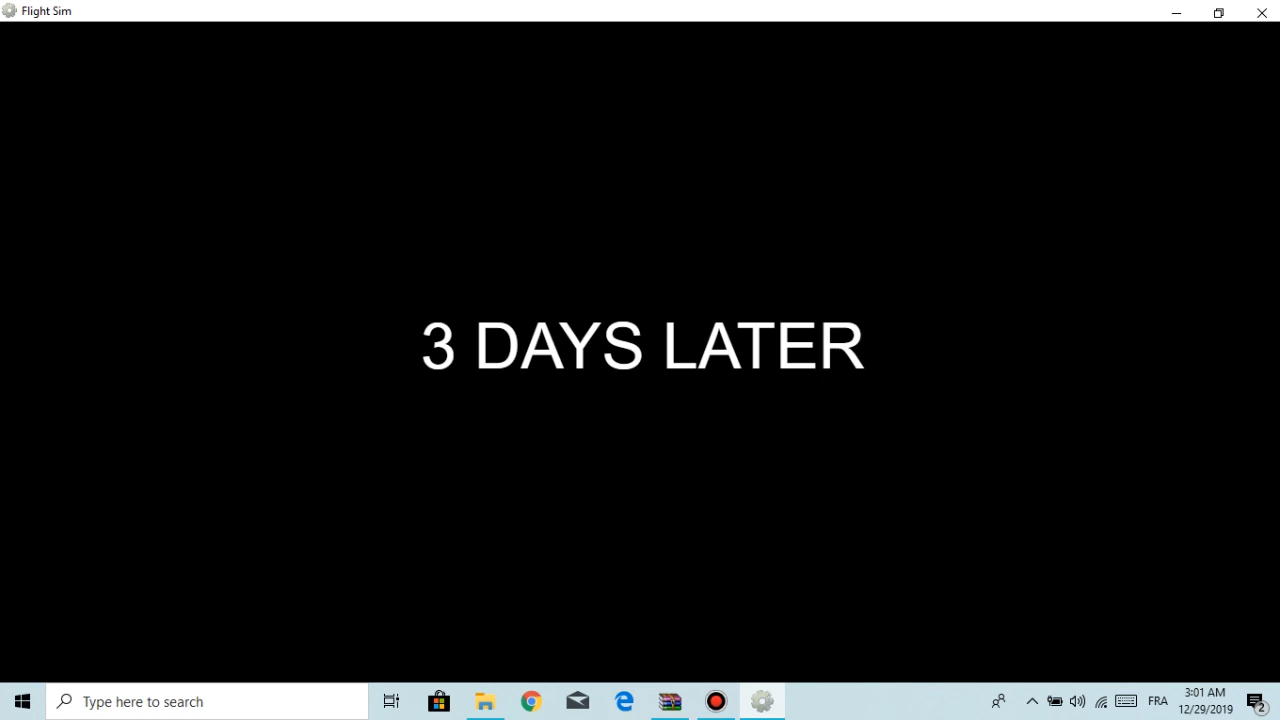 Flight Sim
3 DAYS LATER
Type here to search
FRA
3:01 AM
12/29/2019
2